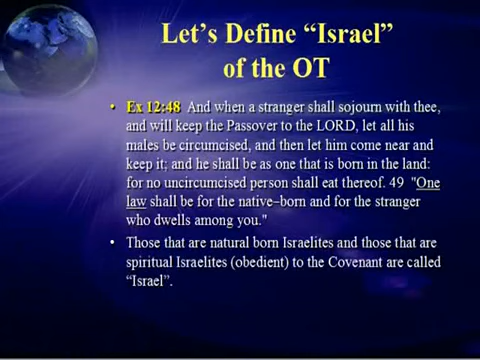 Let's Define “Israel”
of the OT
• Ex 12:48 And when a stranger shall sojourn with thee,
and will keep the Passover to the LORD, let all his
males be circumcised, and then let him come near and
keep it; and he shall be as one that is born in the land:
for no uncircumcised person shall eat thereof. 49 "One
law shall be for the native–born and for the stranger
who dwells among you."
• Those that are natural born Israelites and those that are
spiritual Israelites (obedient) to the Covenant are called
“Israel”.